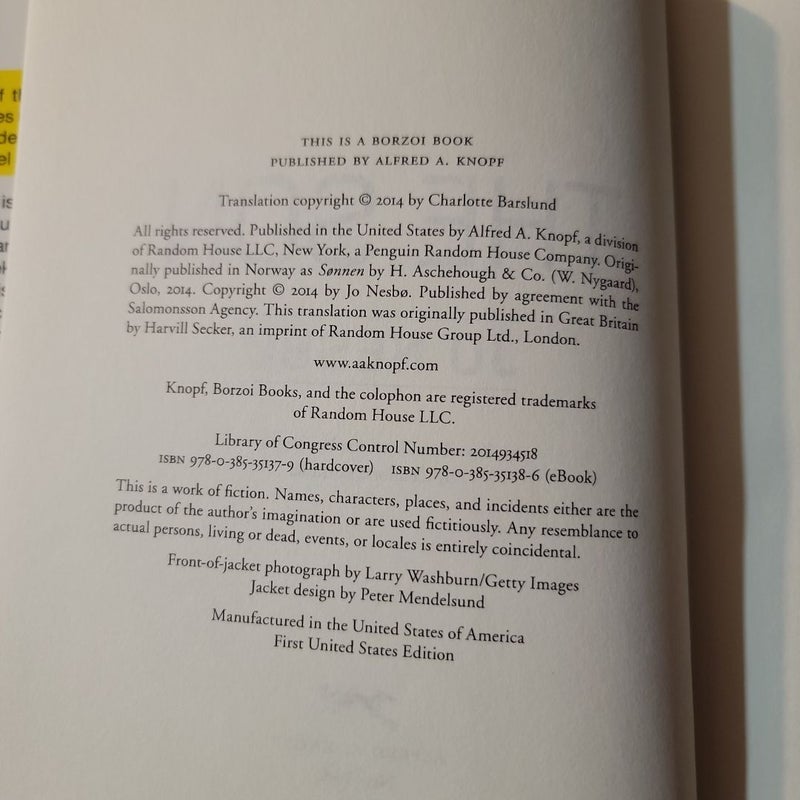 THIS IS A BORZOI BOOK
PUBLISHED BY ALFRED A. KNOPF
Translation copyright © 2014 by Charlotte Barslund
All rights reserved. Published in the United States by Alfred A. Knopf, a division
of Random House LLC, New York, a Penguin Random House Company. Origi-
nally published in Norway as Sønnen by H. Aschehough & Co. (W. Nygaard),
Oslo, 2014. Copyright © 2014 by Jo Nesbø. Published by agreement with the
Salomonsson Agency. This translation was originally published in Great Britain
by Harvill Secker, an imprint of Random House Group Ltd., London.
www.aaknopf.com
Knopf, Borzoi Books, and the colophon are registered trademarks
of Random House LLC.
Library of Congress Control Number: 2014934518
ISBN 978-0-385-35137-9 (hardcover) ISBN 978-0-385-35138-6 (eBook)
This is a work of fiction. Names, characters, places, and incidents either are the
product of the author's imagination or are used fictitiously. Any resemblance to
actual persons, living or dead, events, or locales is entirely coincidental.
Front-of-jacket photograph by Larry Washburn/Getty Images
Jacket design by Peter Mendelsund
Manufactured in the United States of America
First United States Edition